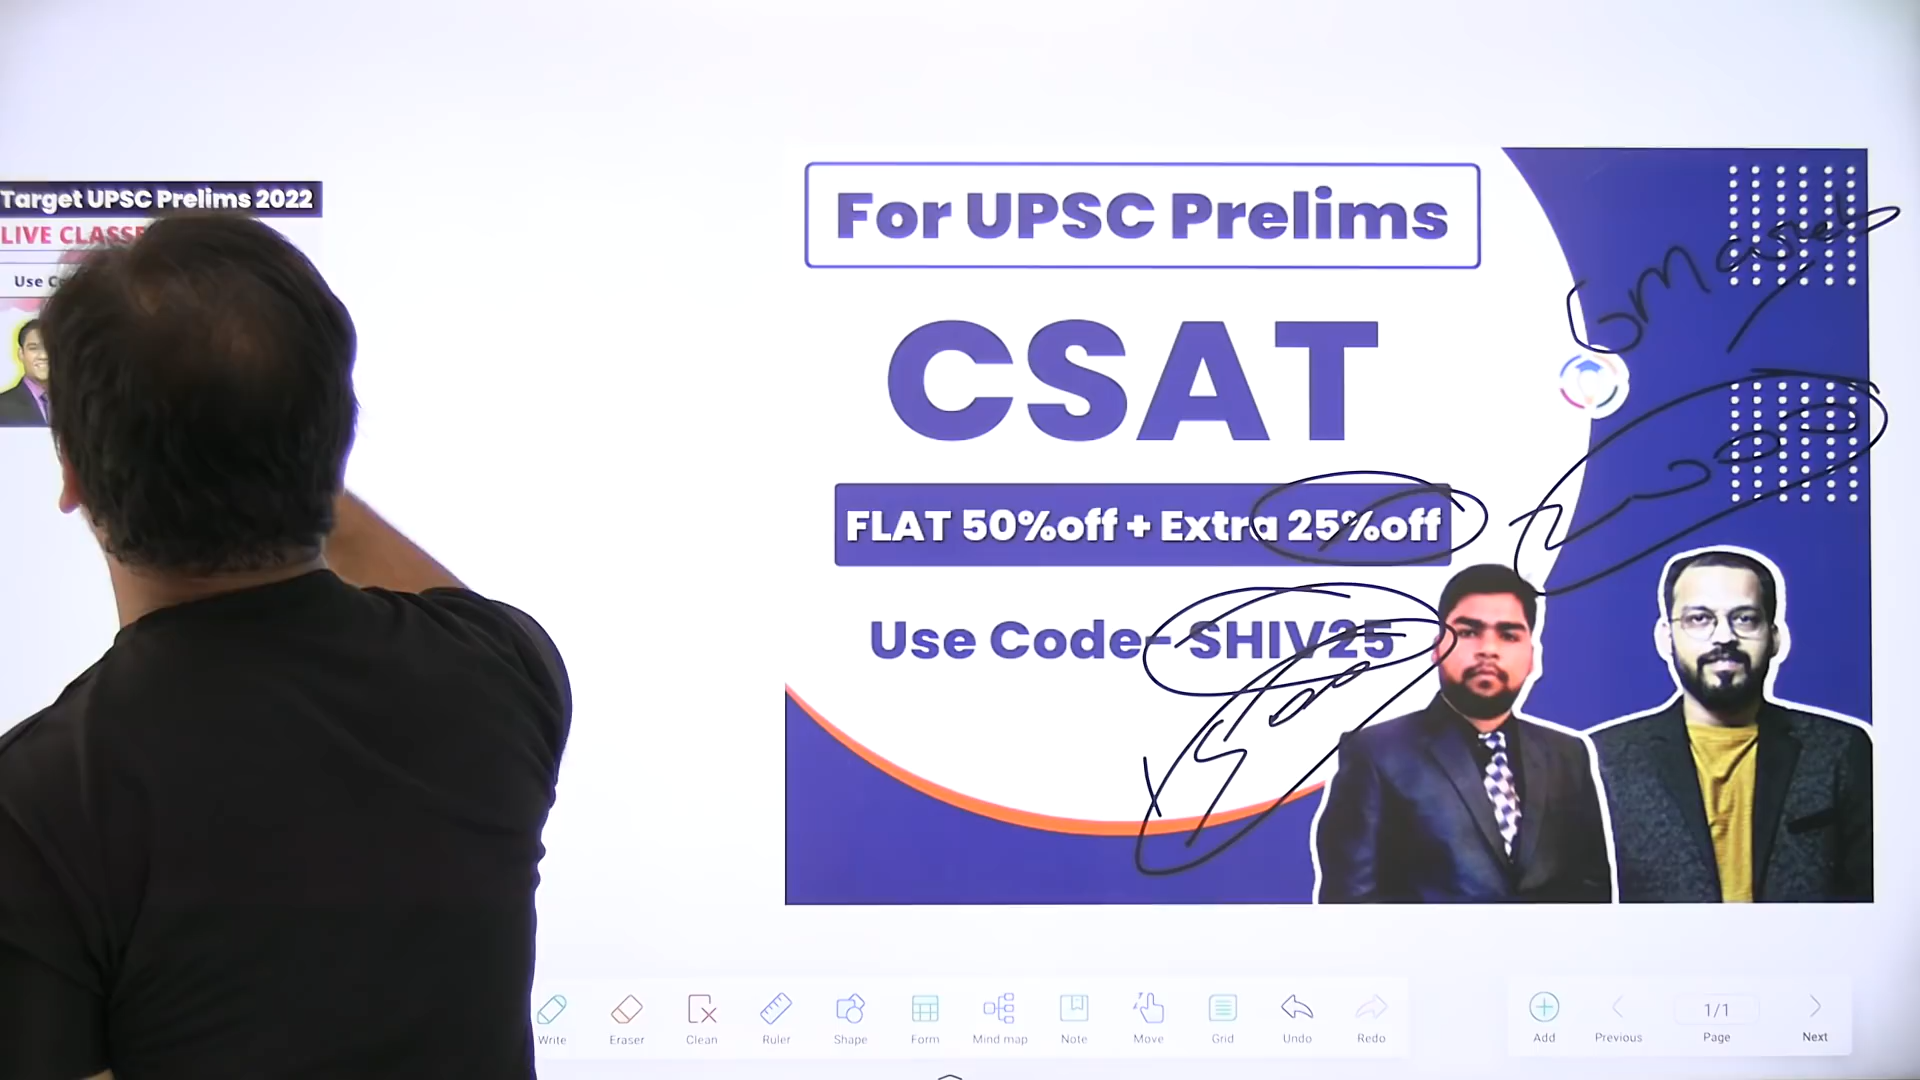 Target UPSC Prelims 2022
LIVE CLASSE
Use
For UPSC Prelims
CSAT
FLAT 50%off + Extra 25%off
Use Code- SHIV25
Write
Eraser
Clean
Ruler
Shape
Form
Mind map
Note
Move
Grid
Undo
Redo
Add
Previous
1/1
Page
Next